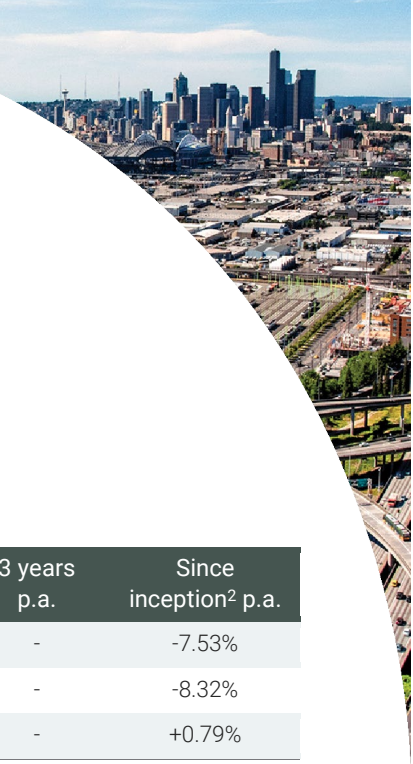 3 years Since
p.a. inception² p.a.
- -7.53%
- -8.32%
- +0.79%